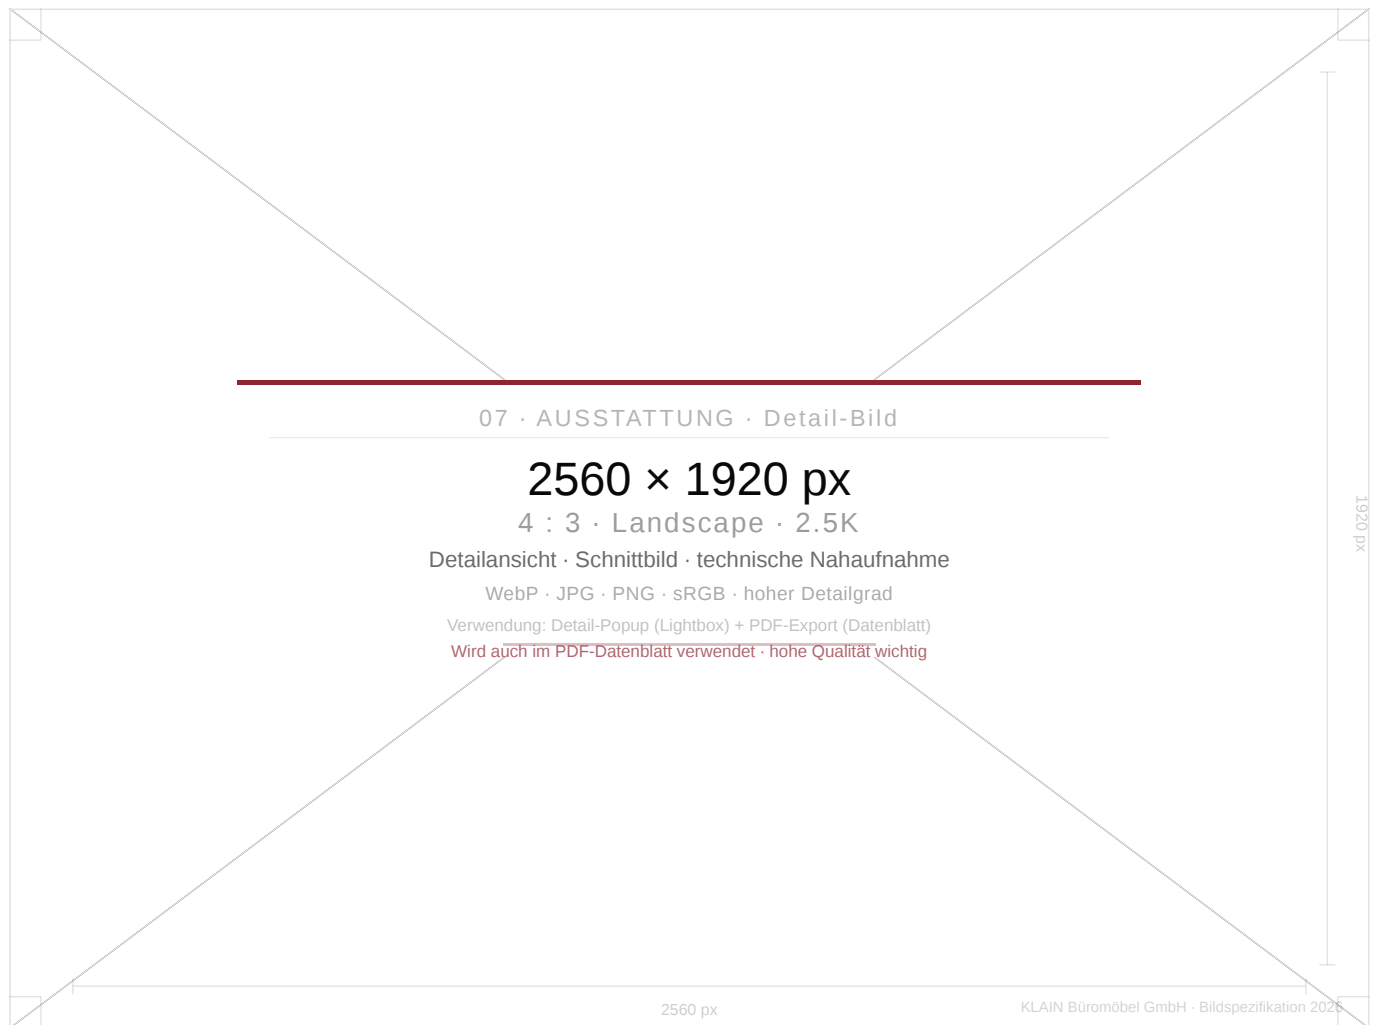 07 · AUSSTATTUNG · Detail-Bild
2560 × 1920 px
4 : 3 · Landscape · 2.5K
Detailansicht · Schnittbild · technische Nahaufnahme
WebP · JPG · PNG · sRGB · hoher Detailgrad
Verwendung: Detail-Popup (Lightbox) + PDF-Export (Datenblatt)
Wird auch im PDF-Datenblatt verwendet · hohe Qualität wichtig
1920 px
2560 px
KLAIN Büromöbel GmbH · Bildspezifikation 2026